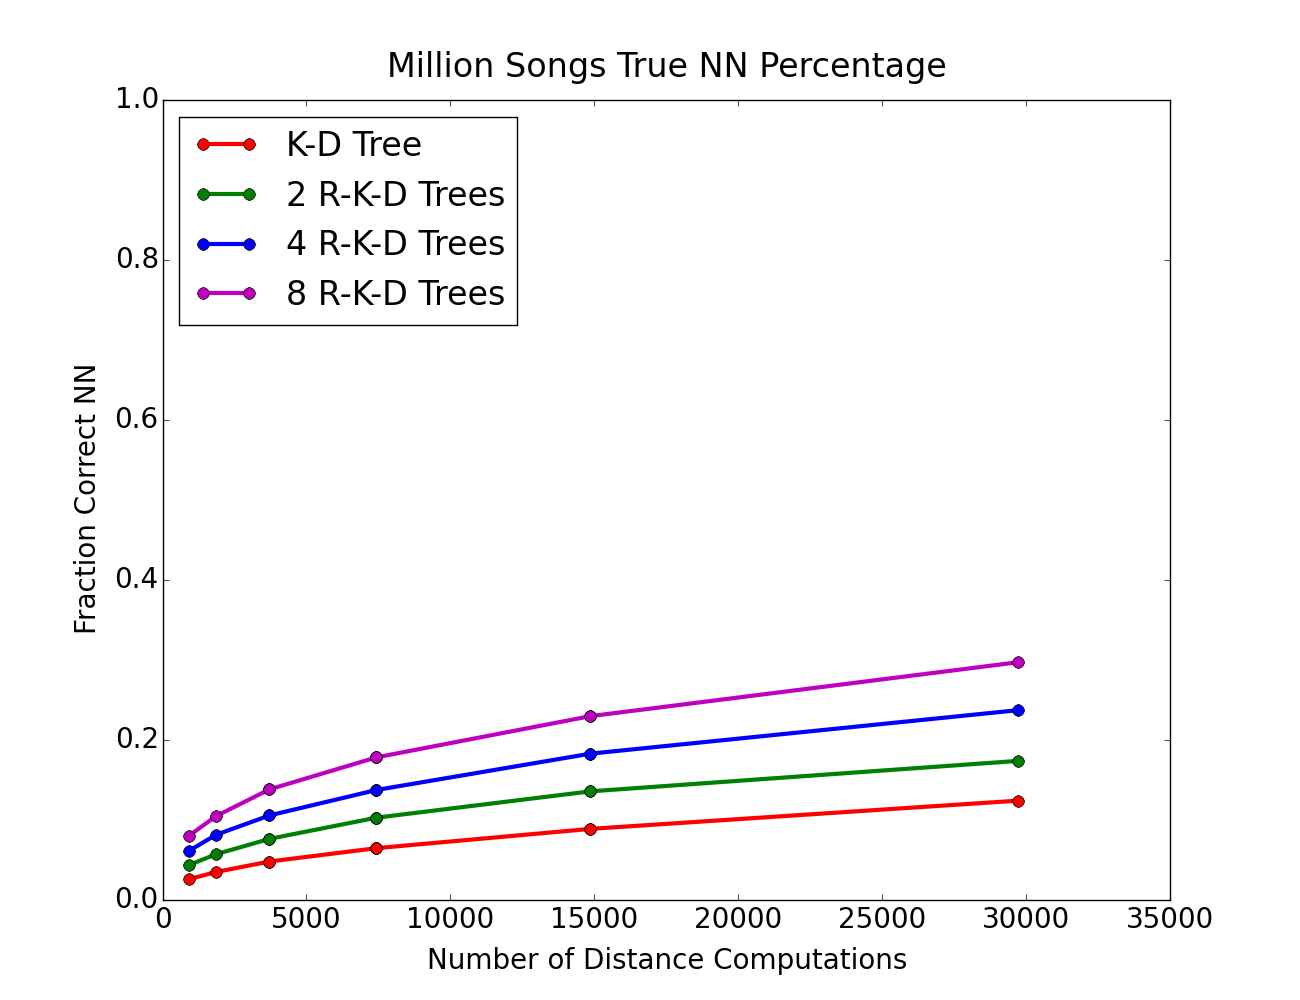 Million Songs True NN Percentage
1.0
K-D Tree
2 R-K-D Trees
4 R-K-D Trees
8 R-K-D Trees
0.8
0.6
Fraction Correct NN
0.4
0.2
0.0
0 5000 10000 15000 20000 25000 30000 35000
Number of Distance Computations